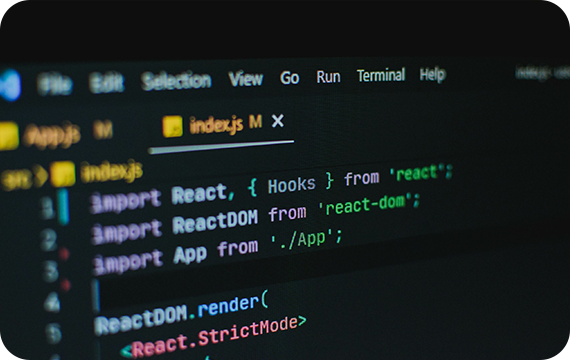 File Edit Selection View Go Run Terminal Help
App.js M index.js M ×
src > index.js
1 import React, { Hooks } from 'react';
2 import ReactDOM from 'react-dom';
3 import App from './App';
4
5 ReactDOM.render(
<React.StrictMode>